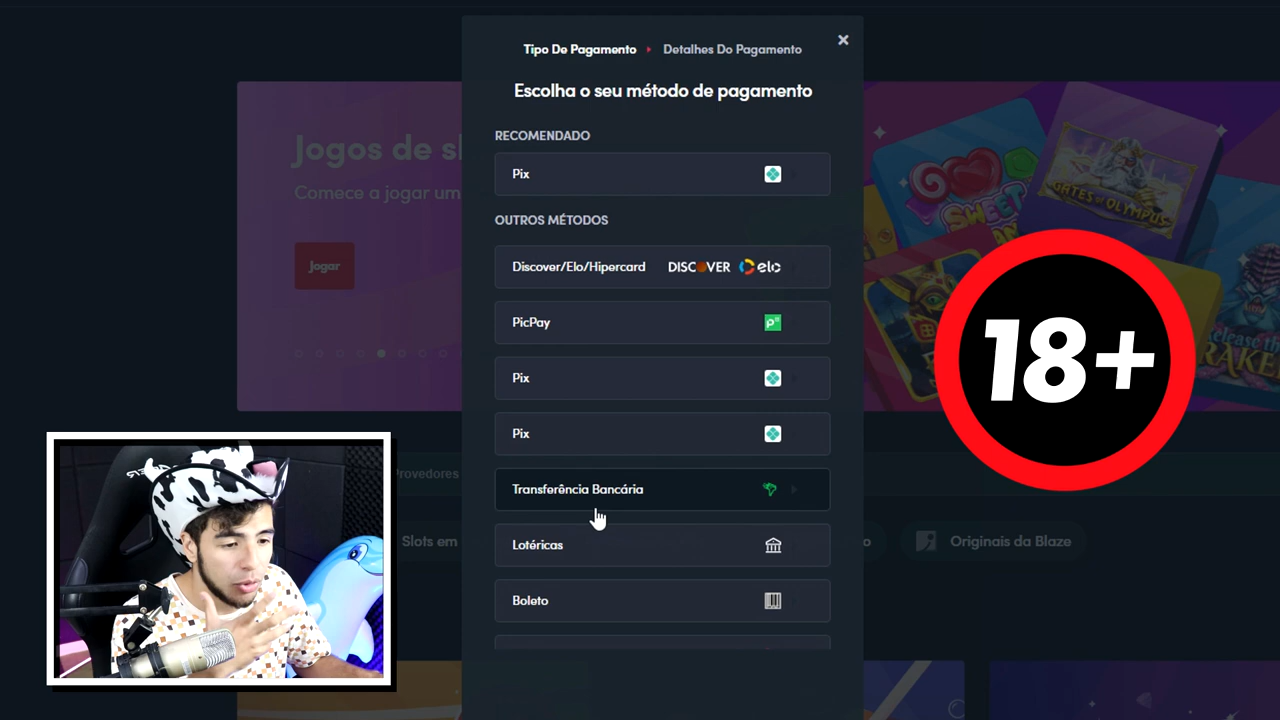 Tipo De Pagamento
Detalhes Do Pagamento
Escolha o seu método de pagamento
RECOMENDADO
Pix
OUTROS MÉTODOS
Discover/Elo/Hipercard
DISCOVER
elo
PicPay
Pix
Pix
Transferência Bancária
Lotéricas
Boleto
Jogos de sl
Comece a jogar um
Jogar
Provedores
Slots em
o
Originais da Blaze
SWEET
GATES OF OLYMPUS
Release the
18+